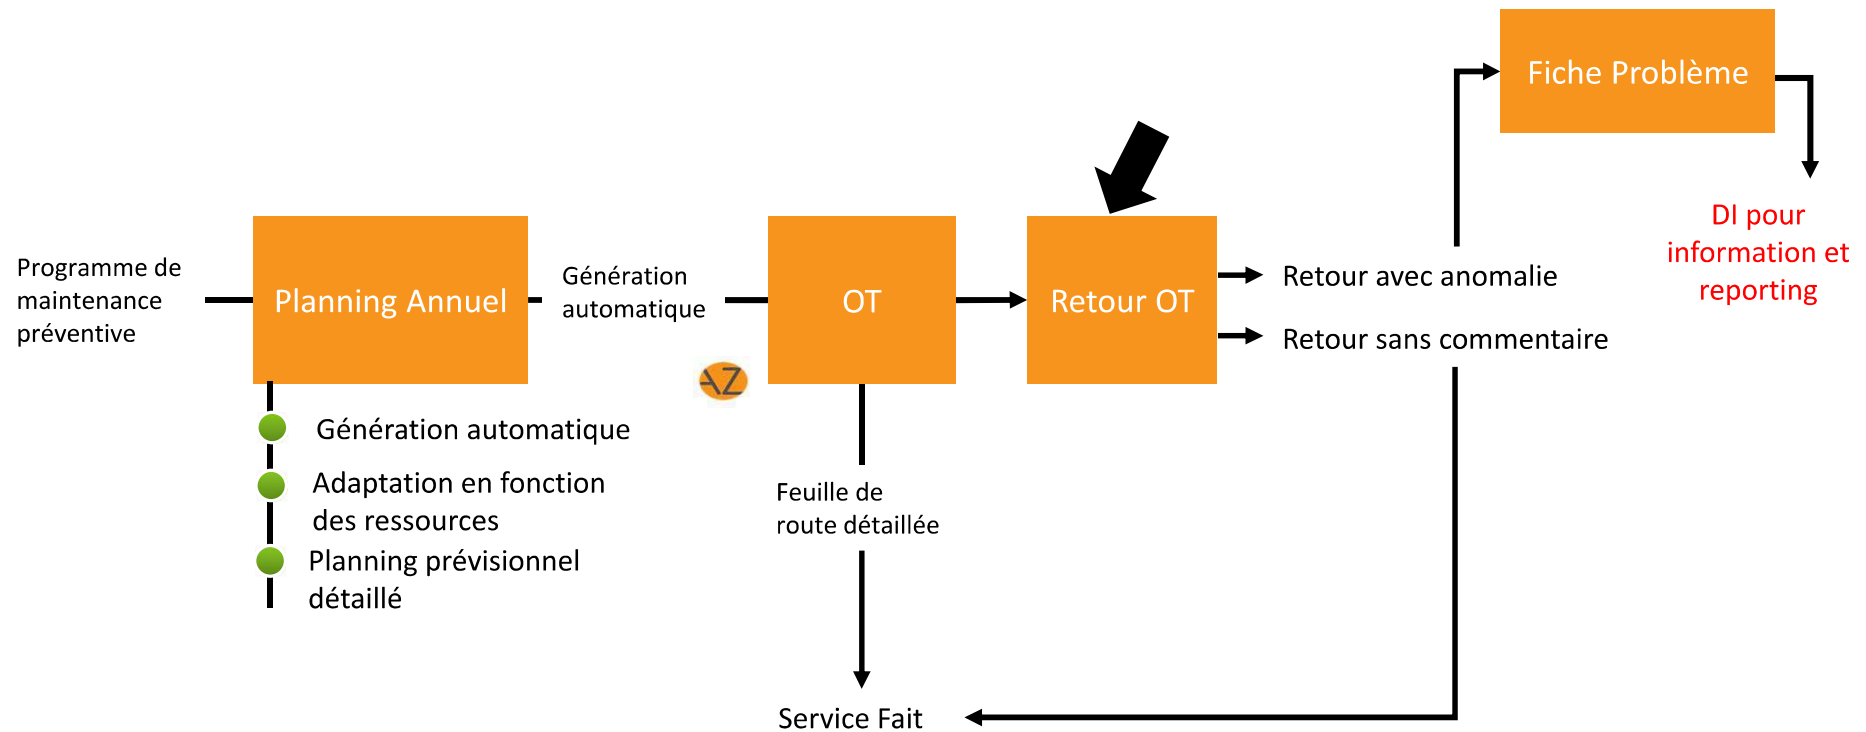 Fiche Problème
DI pour
information et
reporting
Programme de
maintenance
préventive
Planning Annuel
Génération
automatique
OT
Retour OT
Retour avec anomalie
Retour sans commentaire
AZ
Génération automatique
Adaptation en fonction
des ressources
Planning prévisionnel
détaillé
Feuille de
route détaillée
Service Fait